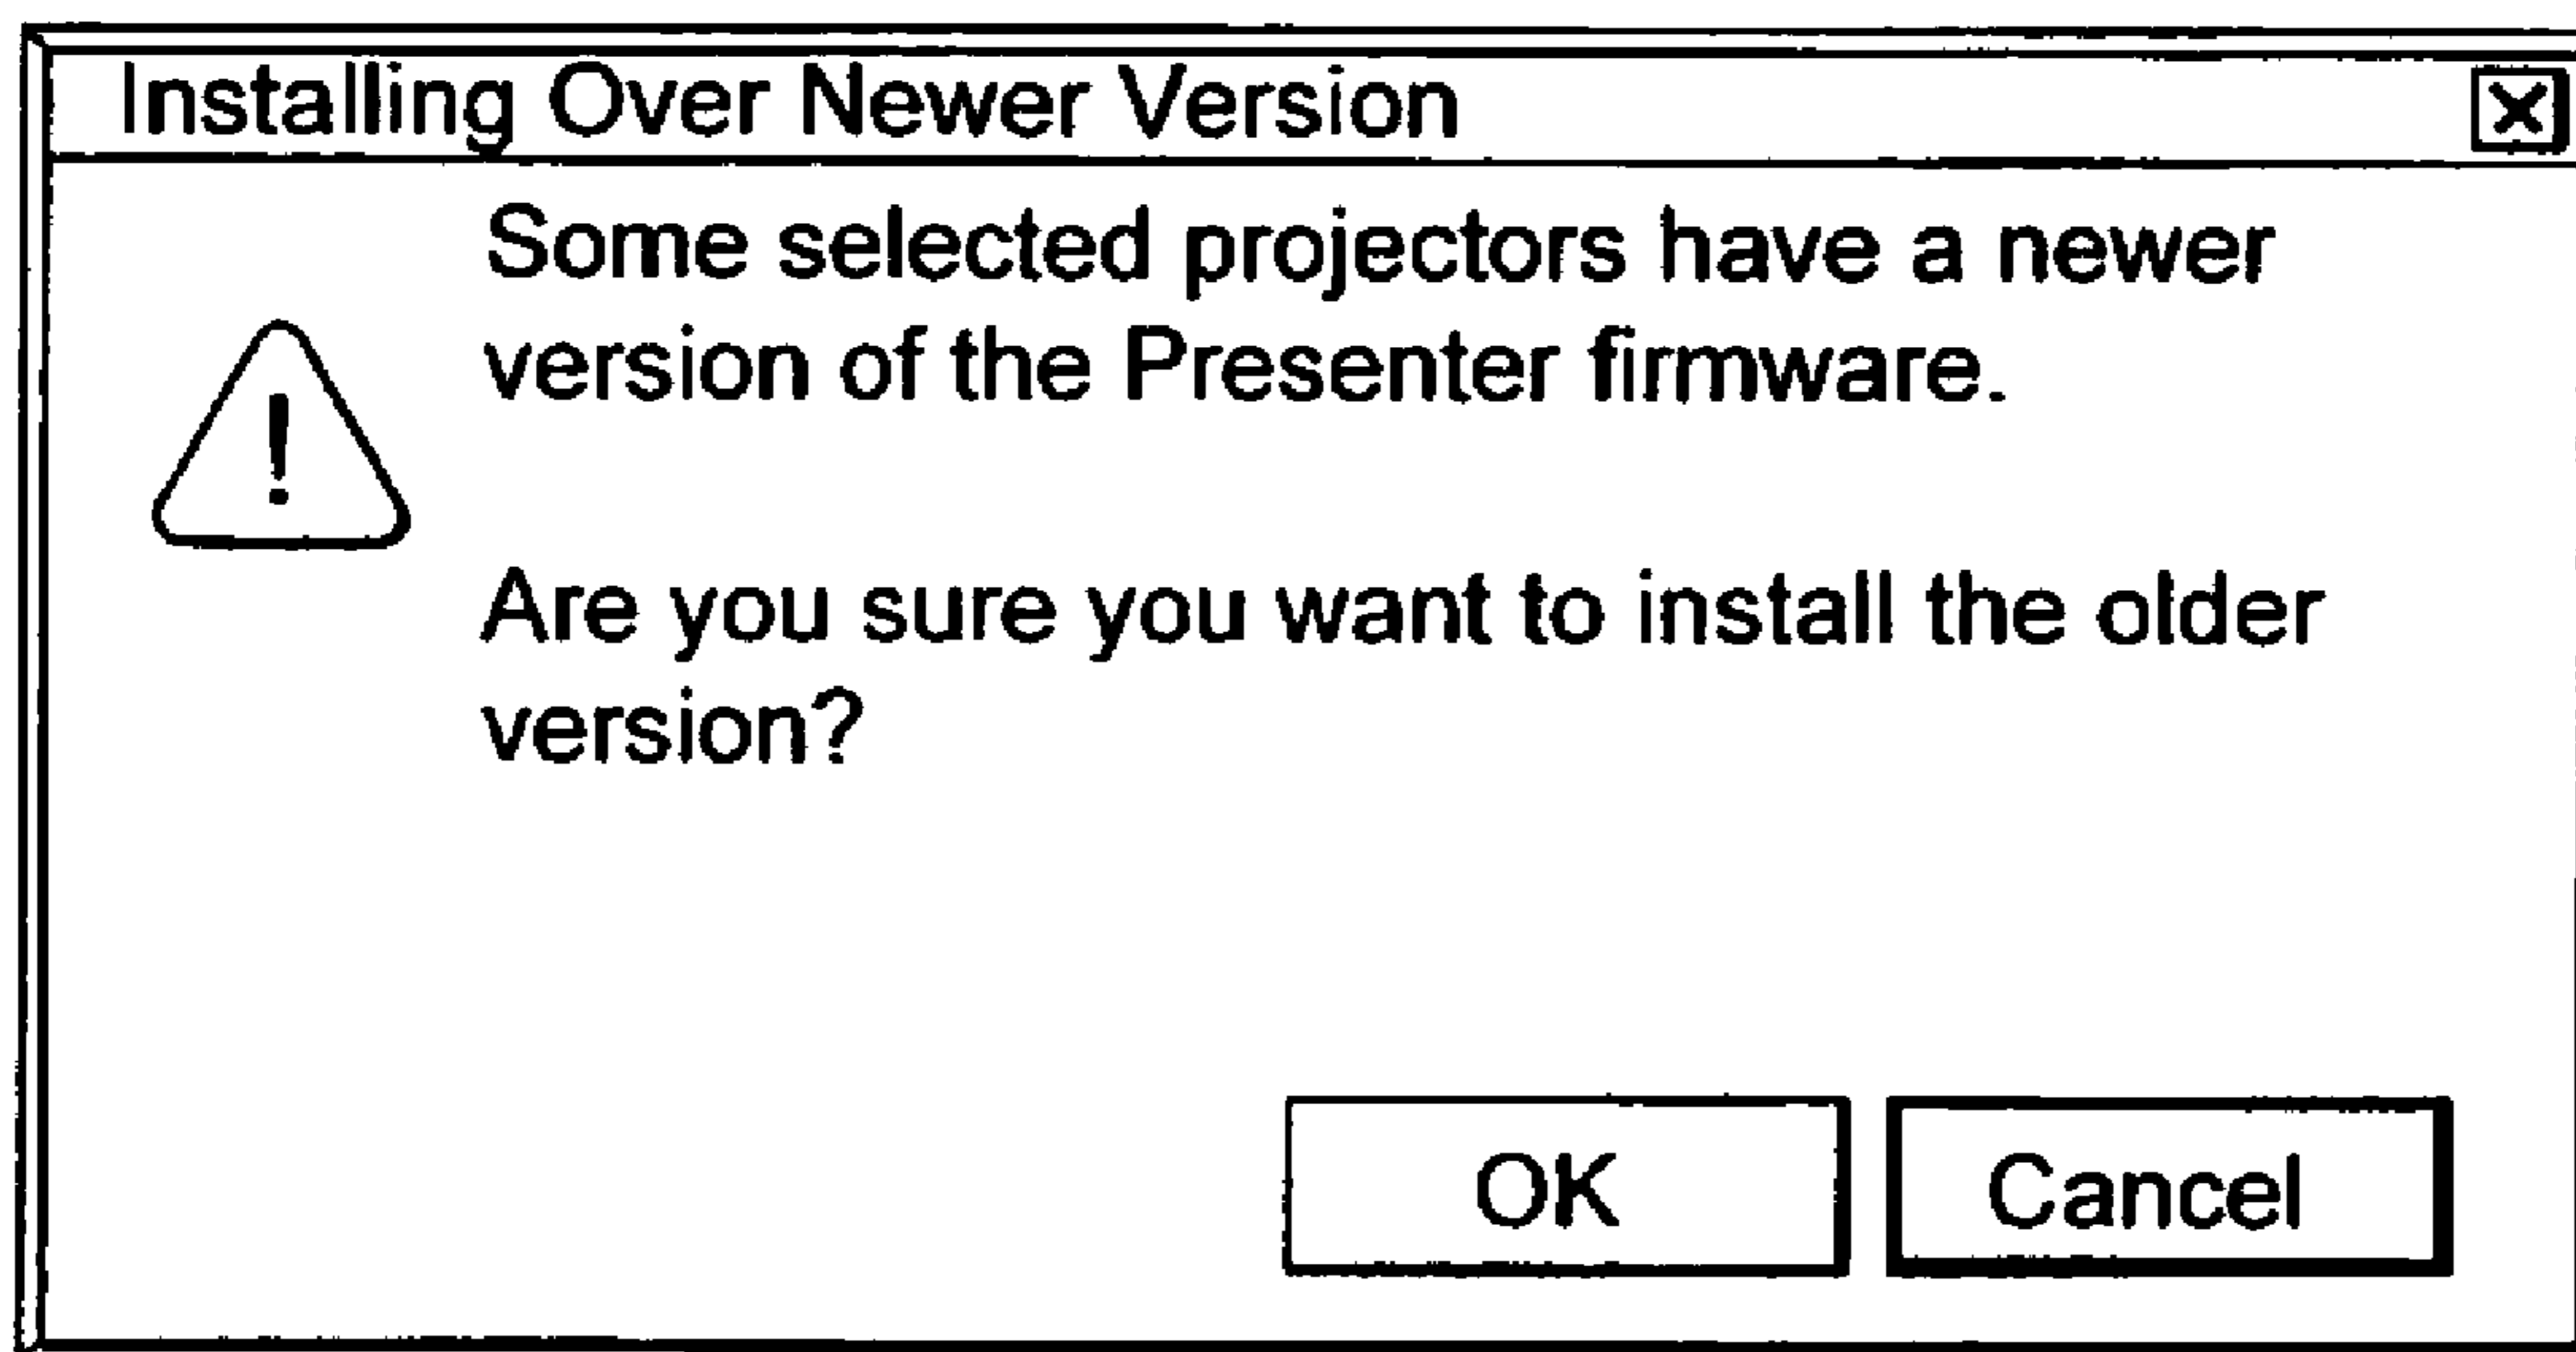 Installing Over Newer Version
Some selected projectors have a newer
version of the Presenter firmware.
Are you sure you want to install the older
version?
OK
Cancel